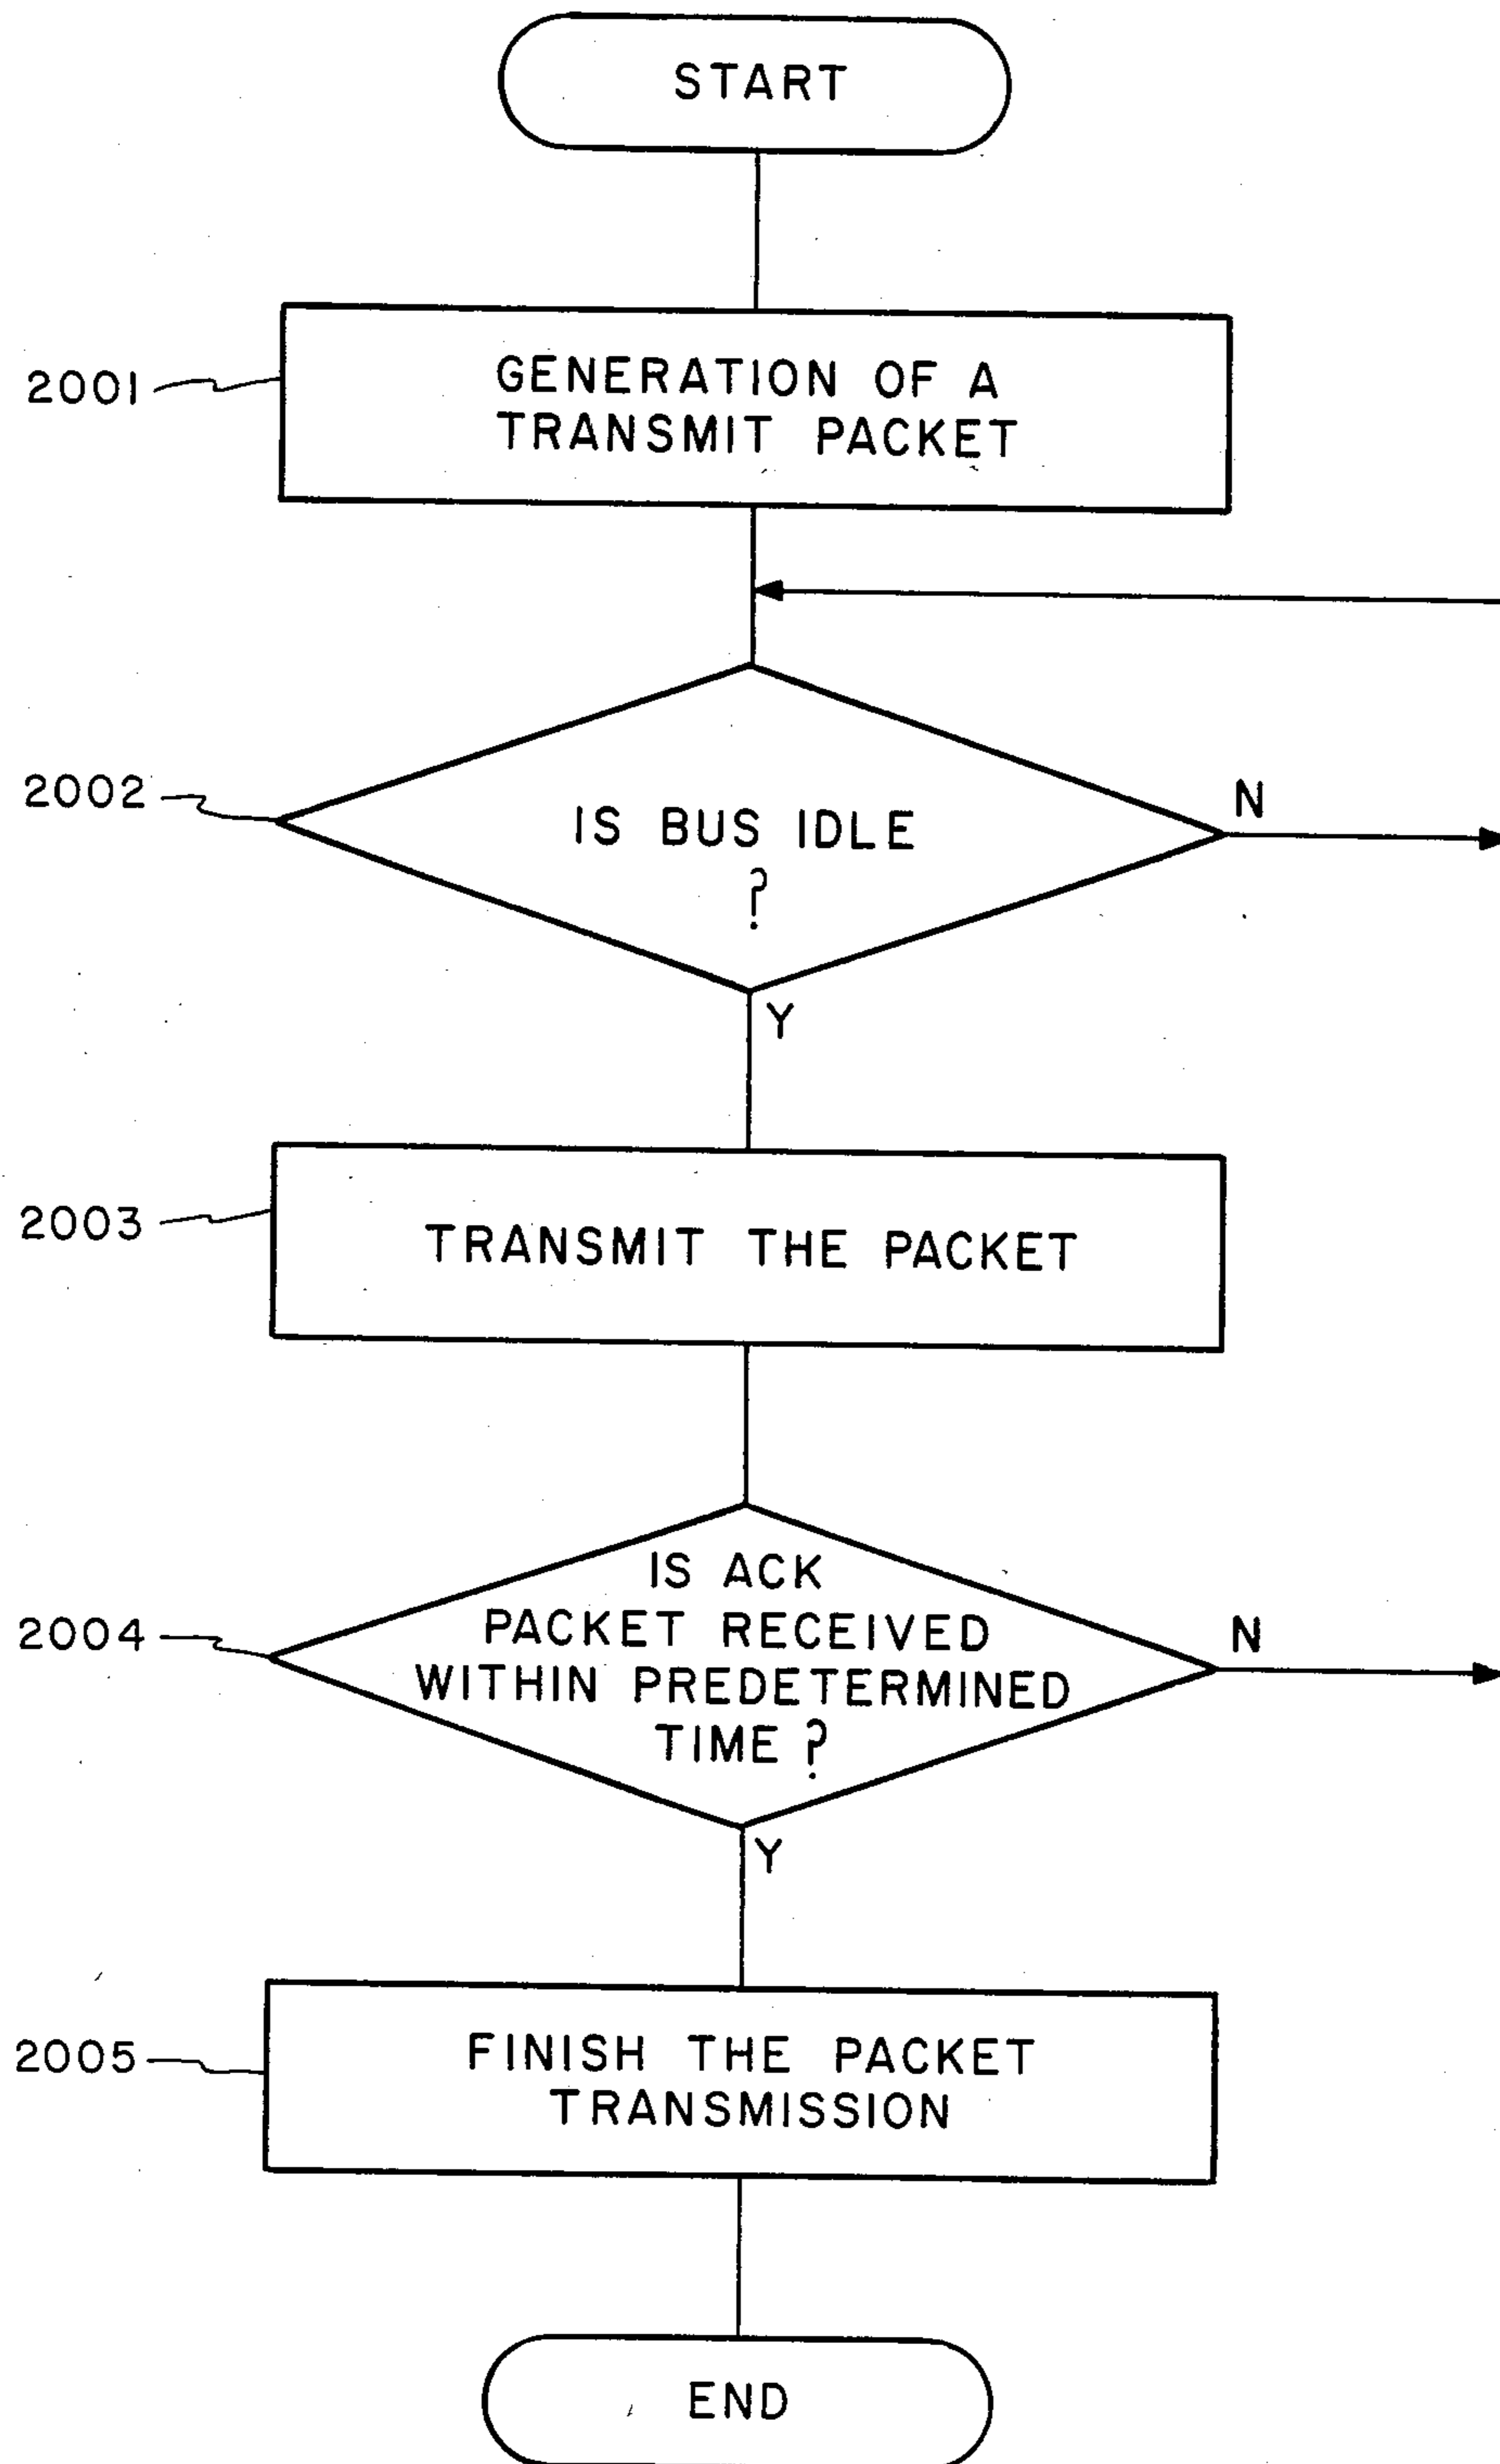 START
2001
GENERATION OF A
TRANSMIT PACKET
2002
IS BUS IDLE
?
N
Y
2003
TRANSMIT THE PACKET
2004
IS ACK
PACKET RECEIVED
WITHIN PREDETERMINED
TIME ?
N
Y
2005
FINISH THE PACKET
TRANSMISSION
END